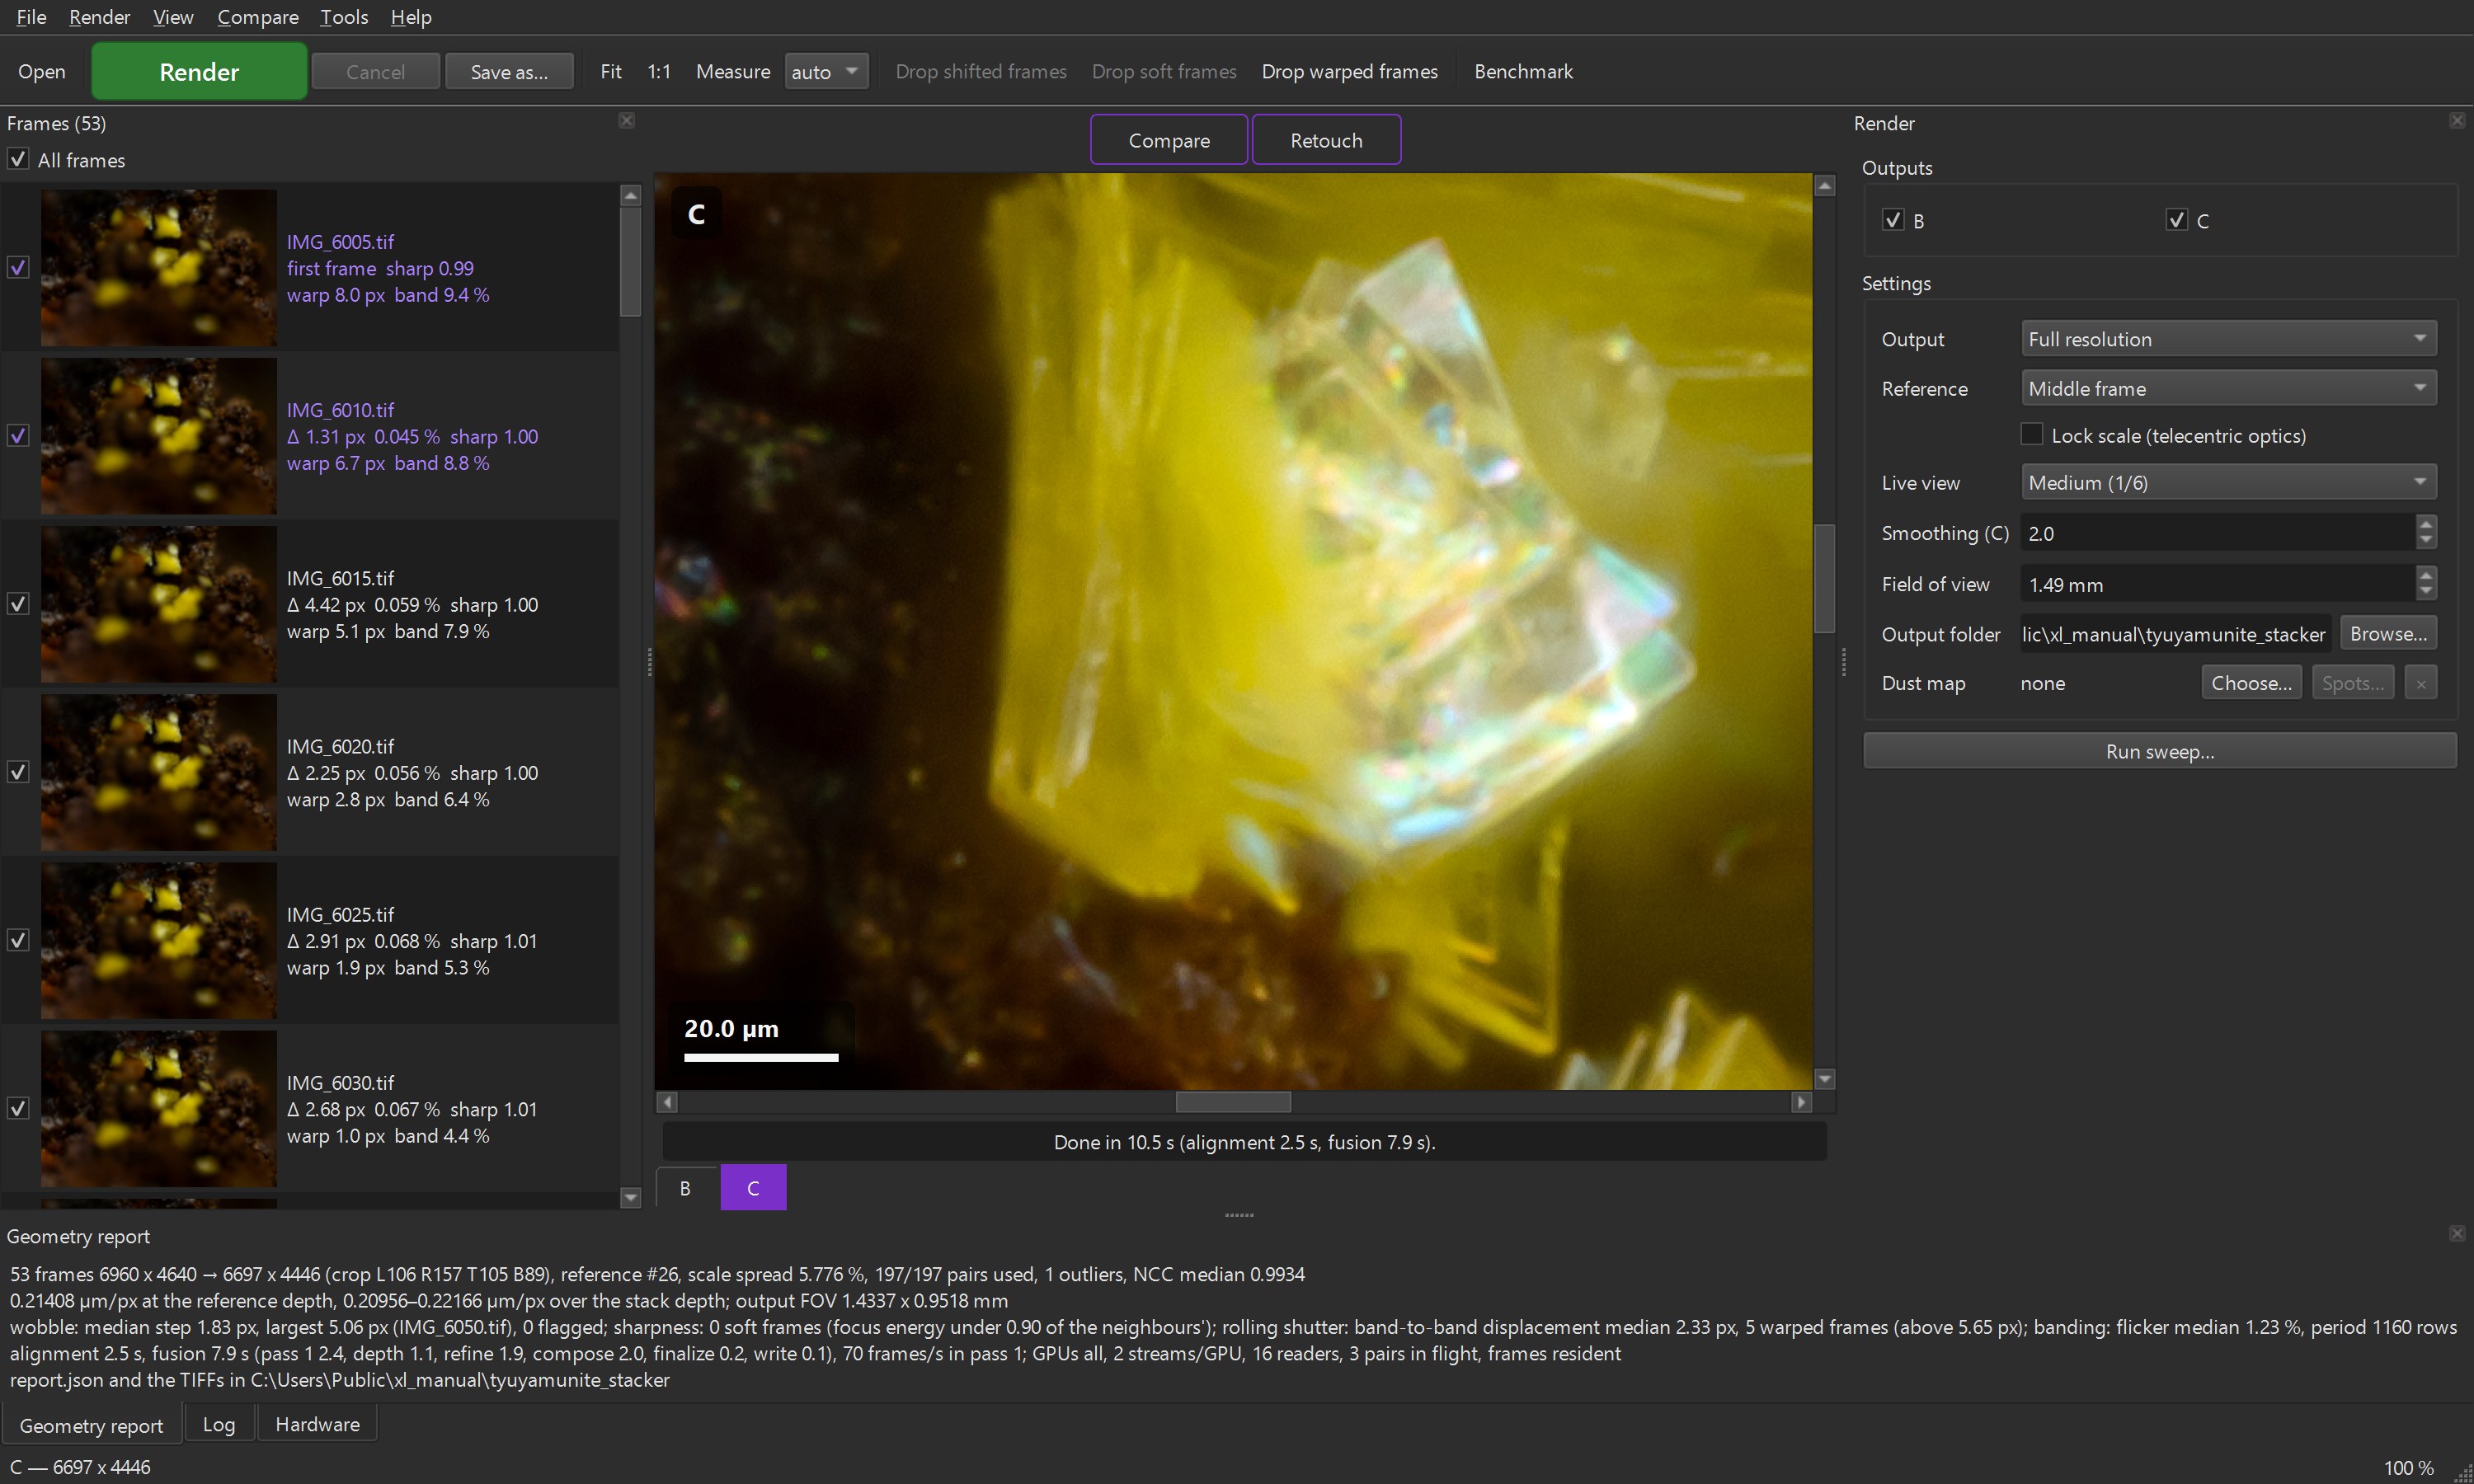 File Render View Compare Tools Help
Open Render Cancel Save as... Fit 1:1 Measure auto Drop shifted frames Drop soft frames Drop warped frames Benchmark
Frames (53)
All frames
IMG_6005.tif
first frame sharp 0.99
warp 8.0 px band 9.4 %
IMG_6010.tif
Δ 1.31 px 0.045 % sharp 1.00
warp 6.7 px band 8.8 %
IMG_6015.tif
Δ 4.42 px 0.059 % sharp 1.00
warp 5.1 px band 7.9 %
IMG_6020.tif
Δ 2.25 px 0.056 % sharp 1.00
warp 2.8 px band 6.4 %
IMG_6025.tif
Δ 2.91 px 0.068 % sharp 1.01
warp 1.9 px band 5.3 %
IMG_6030.tif
Δ 2.68 px 0.067 % sharp 1.01
warp 1.0 px band 4.4 %
Compare Retouch
C
20.0 µm
Done in 10.5 s (alignment 2.5 s, fusion 7.9 s).
B C
Render
Outputs
B C
Settings
Output Full resolution
Reference Middle frame
Lock scale (telecentric optics)
Live view Medium (1/6)
Smoothing (C) 2.0
Field of view 1.49 mm
Output folder lic\xl_manual\tyuyamunite_stacker Browse...
Dust map none Choose... Spots... ×
Run sweep...
Geometry report
53 frames 6960 x 4640 → 6697 x 4446 (crop L106 R157 T105 B89), reference #26, scale spread 5.776 %, 197/197 pairs used, 1 outliers, NCC median 0.9934
0.21408 µm/px at the reference depth, 0.20956–0.22166 µm/px over the stack depth; output FOV 1.4337 x 0.9518 mm
wobble: median step 1.83 px, largest 5.06 px (IMG_6050.tif), 0 flagged; sharpness: 0 soft frames (focus energy under 0.90 of the neighbours'); rolling shutter: band-to-band displacement median 2.33 px, 5 warped frames (above 5.65 px); banding: flicker median 1.23 %, period 1160 rows
alignment 2.5 s, fusion 7.9 s (pass 1 2.4, depth 1.1, refine 1.9, compose 2.0, finalize 0.2, write 0.1), 70 frames/s in pass 1; GPUs all, 2 streams/GPU, 16 readers, 3 pairs in flight, frames resident
report.json and the TIFFs in C:\Users\Public\xl_manual\tyuyamunite_stacker
Geometry report Log Hardware
C — 6697 x 4446 100 %